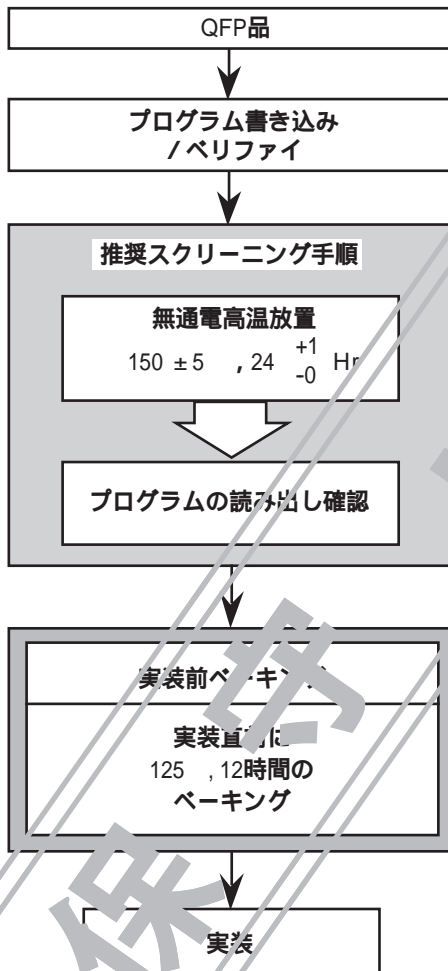 QFP品
プログラム書き込み
/ベリファイ
推奨スクリーニング手順
無通電高温放置
150 ±5 , 24 +1 -0 Hr
プログラムの読み出し確認
実装前ベーキング
実装直前に
125 , 12時間の
ベーキング
実装
保守